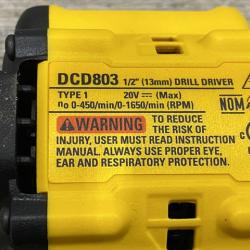 DCD803 1/2" (13mm) DRILL DRIVER
TYPE 1 20V ⎓ (Max)
no 0-450/min/0-1650/min (RPM)
NOM
WARNING TO REDUCE
THE RISK OF
INJURY, USER MUST READ INSTRUCTION
MANUAL. ALWAYS USE PROPER EYE,
EAR AND RESPIRATORY PROTECTION.